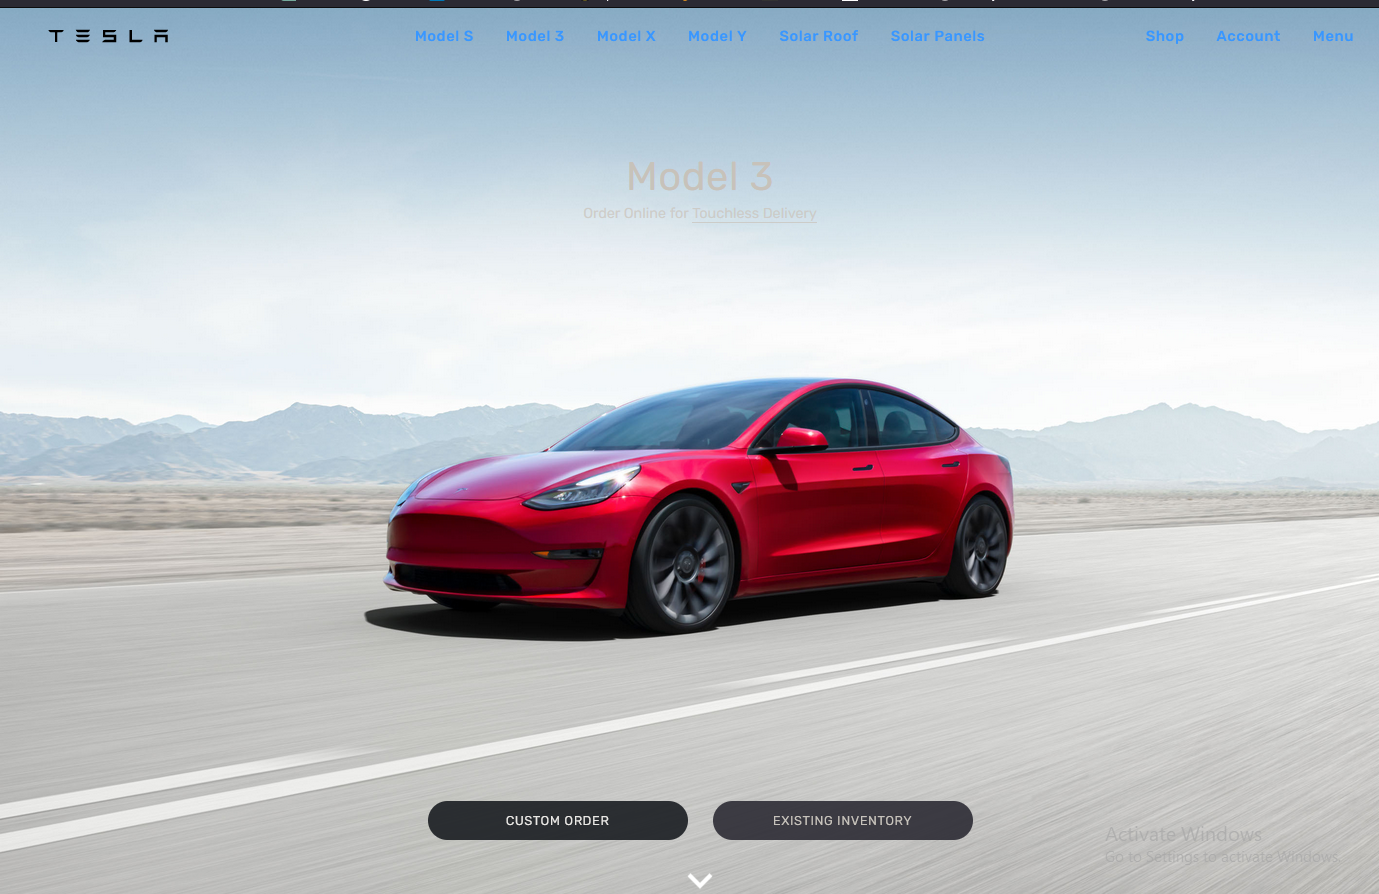 TESLA
Model S Model 3 Model X Model Y Solar Roof Solar Panels Shop Account Menu
Model 3
Order Online for Touchless Delivery
CUSTOM ORDER EXISTING INVENTORY
Activate Windows
Go to Settings to activate Windows.